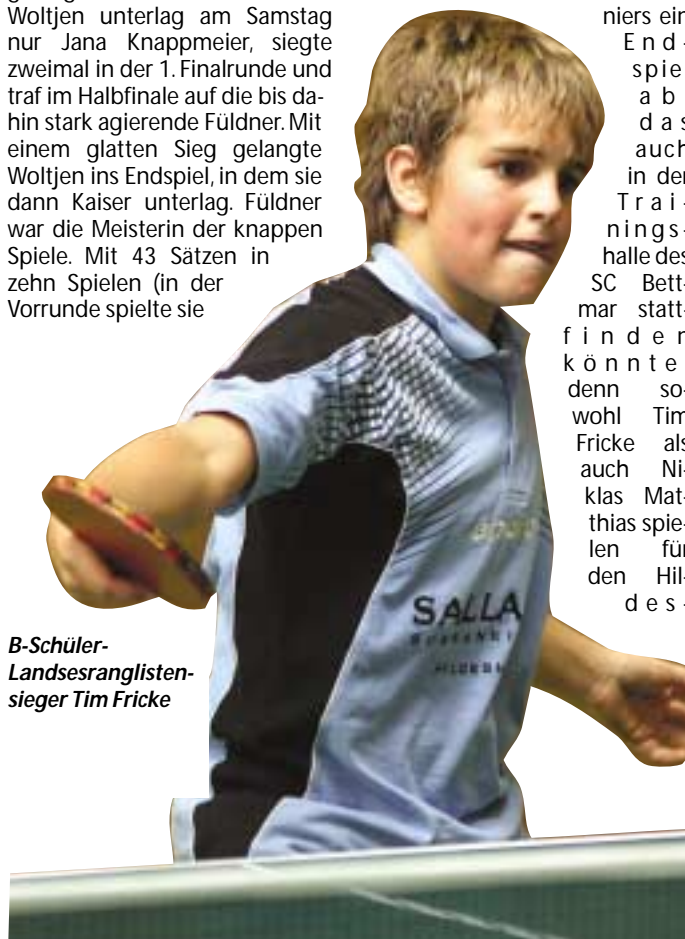 Woltjen unterlag am Samstag
nur Jana Knappmeier, siegte
zweimal in der 1. Finalrunde und
traf im Halbfinale auf die bis da-
hin stark agierende Füldner. Mit
einem glatten Sieg gelangte
Woltjen ins Endspiel, in dem sie
dann Kaiser unterlag. Füldner
war die Meisterin der knappen
Spiele. Mit 43 Sätzen in
zehn Spielen (in der
Vorrunde spielte sie
B-Schüler-
Landsesranglisten-
sieger Tim Fricke
SALLA
niers ein
End-
spie
ab
das
auch
in der
Trai-
nings-
halle des
SC Bett-
mar statt-
finden
könnte
denn so-
wohl Tim
Fricke als
auch Ni-
klas Mat-
thias spie-
len für
den Hil-
des-